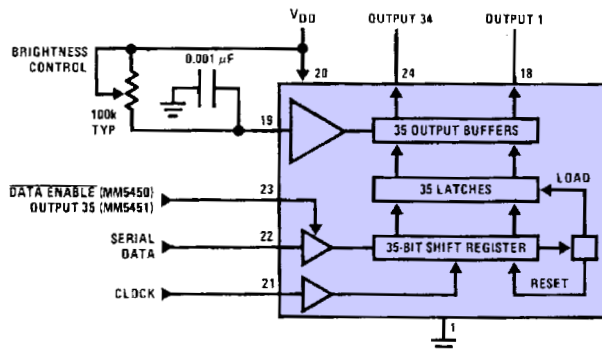 V_DD
OUTPUT 34
OUTPUT 1
BRIGHTNESS
CONTROL
0.001 µF
20
24
18
100k
TYP
19
35 OUTPUT BUFFERS
LOAD
DATA ENABLE (MM5450)
OUTPUT 35 (MM5451)
23
35 LATCHES
SERIAL
DATA
22
35-BIT SHIFT REGISTER
CLOCK
21
RESET
1